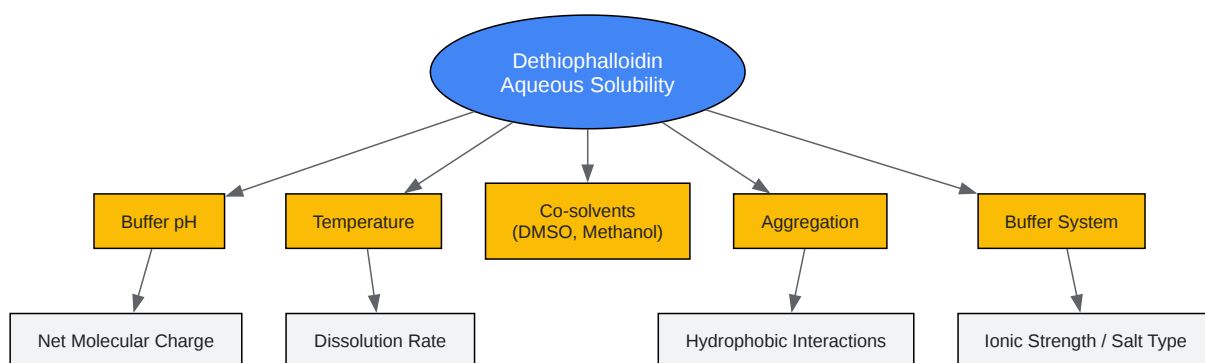 Dethiophalloidin
Aqueous Solubility
Buffer pH
Temperature
Co-solvents
(DMSO, Methanol)
Aggregation
Buffer System
Net Molecular Charge
Dissolution Rate
Hydrophobic Interactions
Ionic Strength / Salt Type